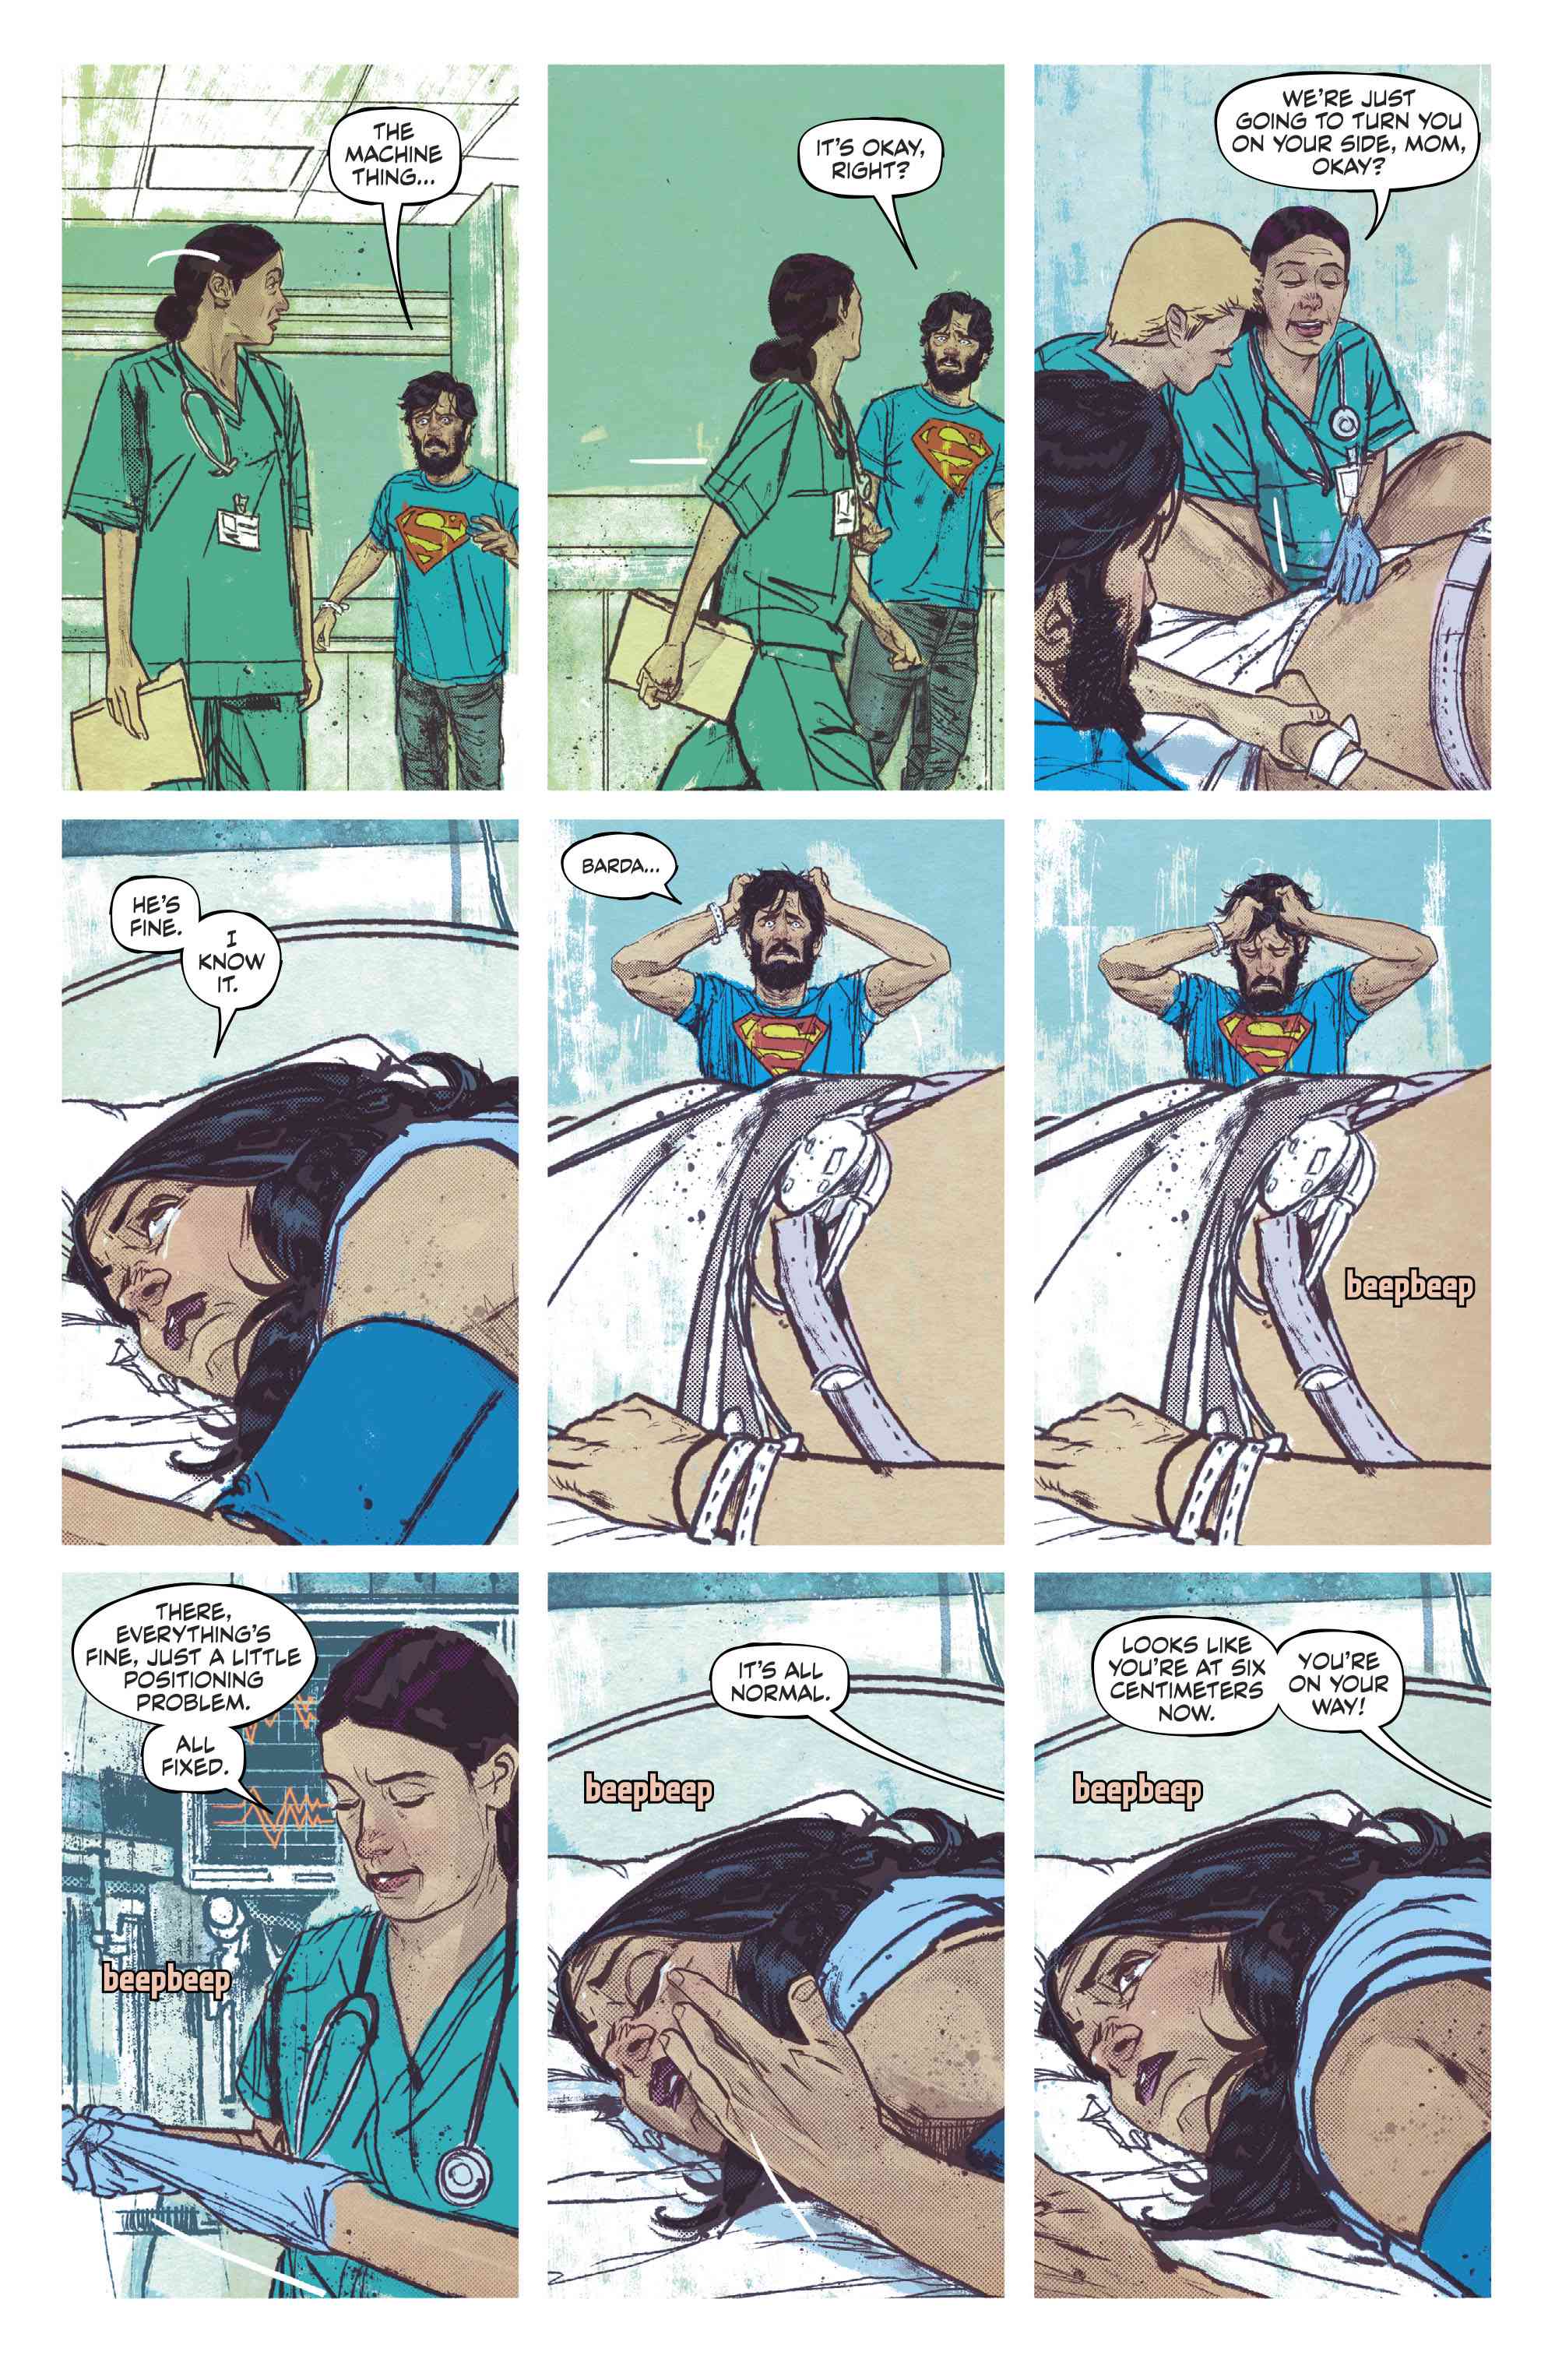 THE
MACHINE
THING...
IT'S OKAY,
RIGHT?
WE'RE JUST
GOING TO TURN YOU
ON YOUR SIDE, MOM,
OKAY?
HE'S
FINE.
I
KNOW
IT.
BARDA...
beepbeep
THERE,
EVERYTHING'S
FINE, JUST A LITTLE
POSITIONING
PROBLEM.
ALL
FIXED.
beepbeep
IT'S ALL
NORMAL.
beepbeep
LOOKS LIKE
YOU'RE AT SIX
CENTIMETERS
NOW.
YOU'RE
ON YOUR
WAY!
beepbeep